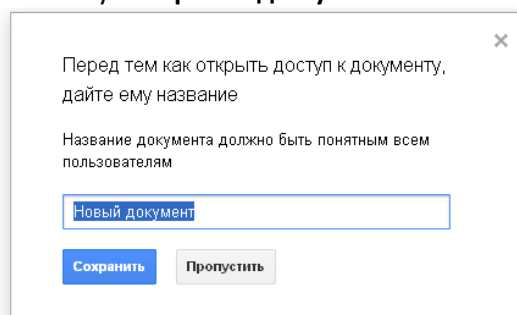 Перед тем как открыть доступ к документу,
дайте ему название
Название документа должно быть понятным всем
пользователям
Новый документ
Сохранить Пропустить